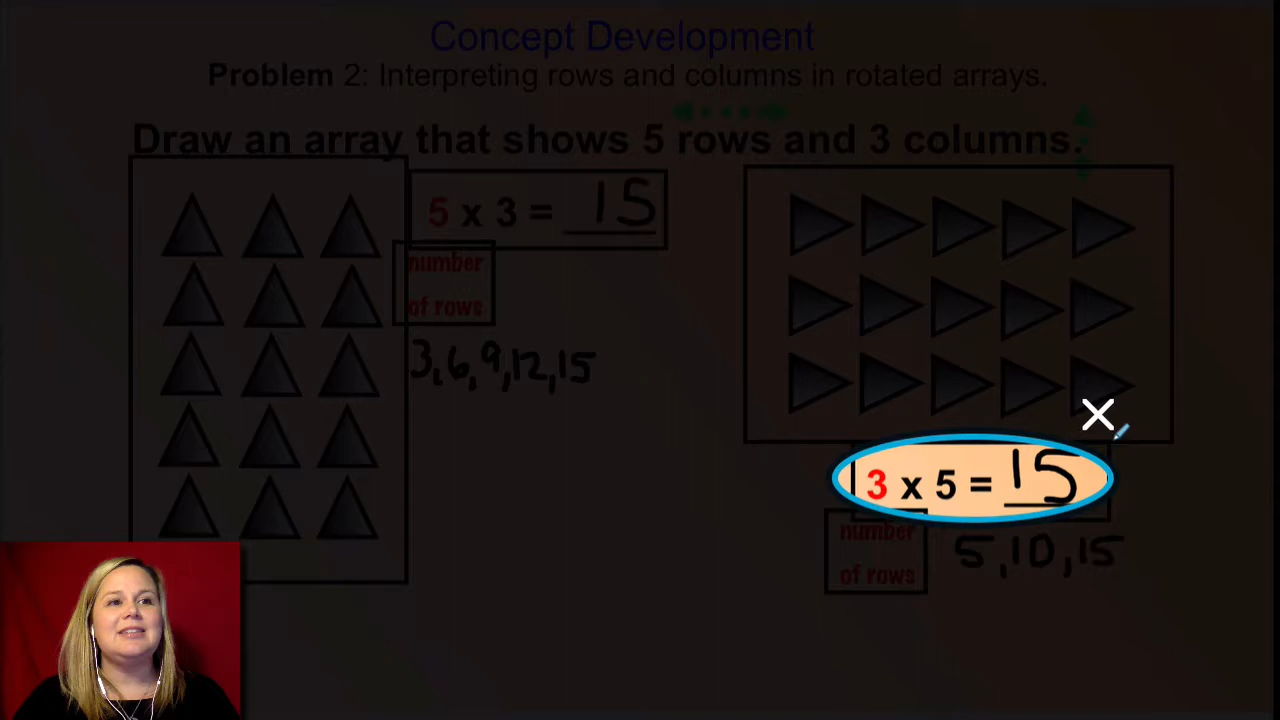 Concept Development
Problem 2: Interpreting rows and columns in rotated arrays.
Draw an array that shows 5 rows and 3 columns.
5 x 3 = 15
number
of rows
3, 6, 9, 12, 15
3 x 5 = 15
number
of rows
5, 10, 15